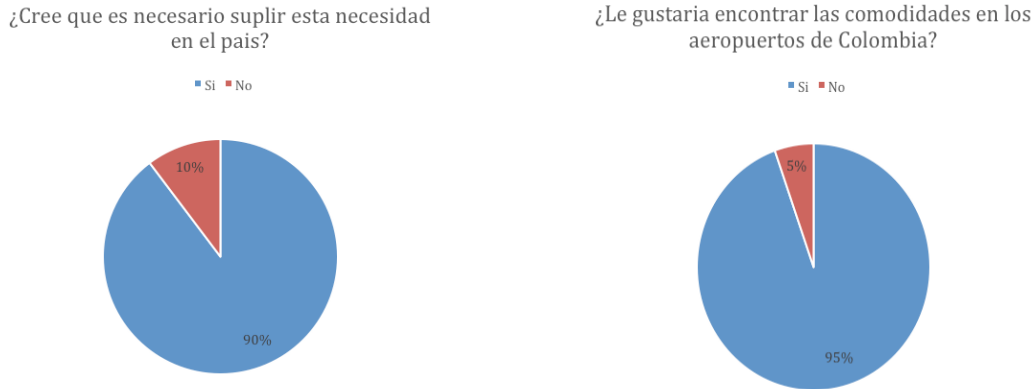 ¿Cree que es necesario suplir esta necesidad
en el pais?
Si No
10%
90%
¿Le gustaria encontrar las comodidades en los
aeropuertos de Colombia?
Si No
5%
95%